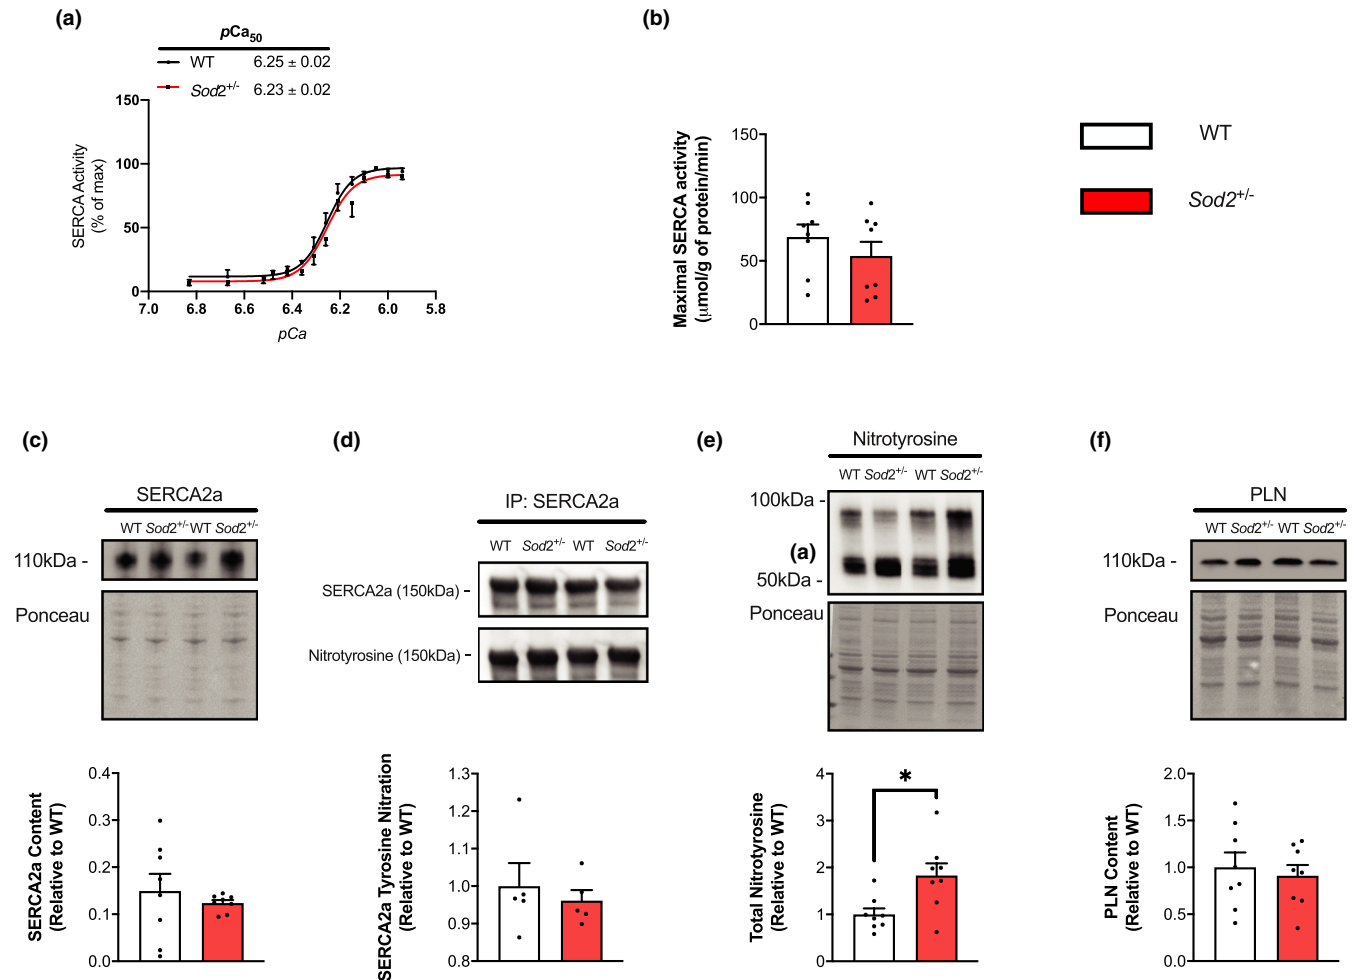 (a)
pCa50
WT 6.25 ± 0.02
Sod2+/- 6.23 ± 0.02
SERCA Activity
(% of max)
150
100
50
0
7.0 6.8 6.6 6.4 6.2 6.0 5.8
pCa
(b)
Maximal SERCA activity
(μmol/g of protein/min)
150
100
50
0
WT
Sod2+/-
(c)
SERCA2a
WT Sod2+/- WT Sod2+/-
110kDa -
Ponceau
SERCA2a Content
(Relative to WT)
0.4
0.3
0.2
0.1
0.0
(d)
IP: SERCA2a
WT Sod2+/- WT Sod2+/-
SERCA2a (150kDa) -
Nitrotyrosine (150kDa) -
SERCA2a Tyrosine Nitration
(Relative to WT)
1.3
1.2
1.1
1.0
0.9
0.8
(e)
Nitrotyrosine
WT Sod2+/- WT Sod2+/-
100kDa -
(a)
50kDa -
Ponceau
Total Nitrotyrosine
(Relative to WT)
4
3
2
1
0
*
(f)
PLN
WT Sod2+/- WT Sod2+/-
110kDa -
Ponceau
PLN Content
(Relative to WT)
2.0
1.5
1.0
0.5
0.0